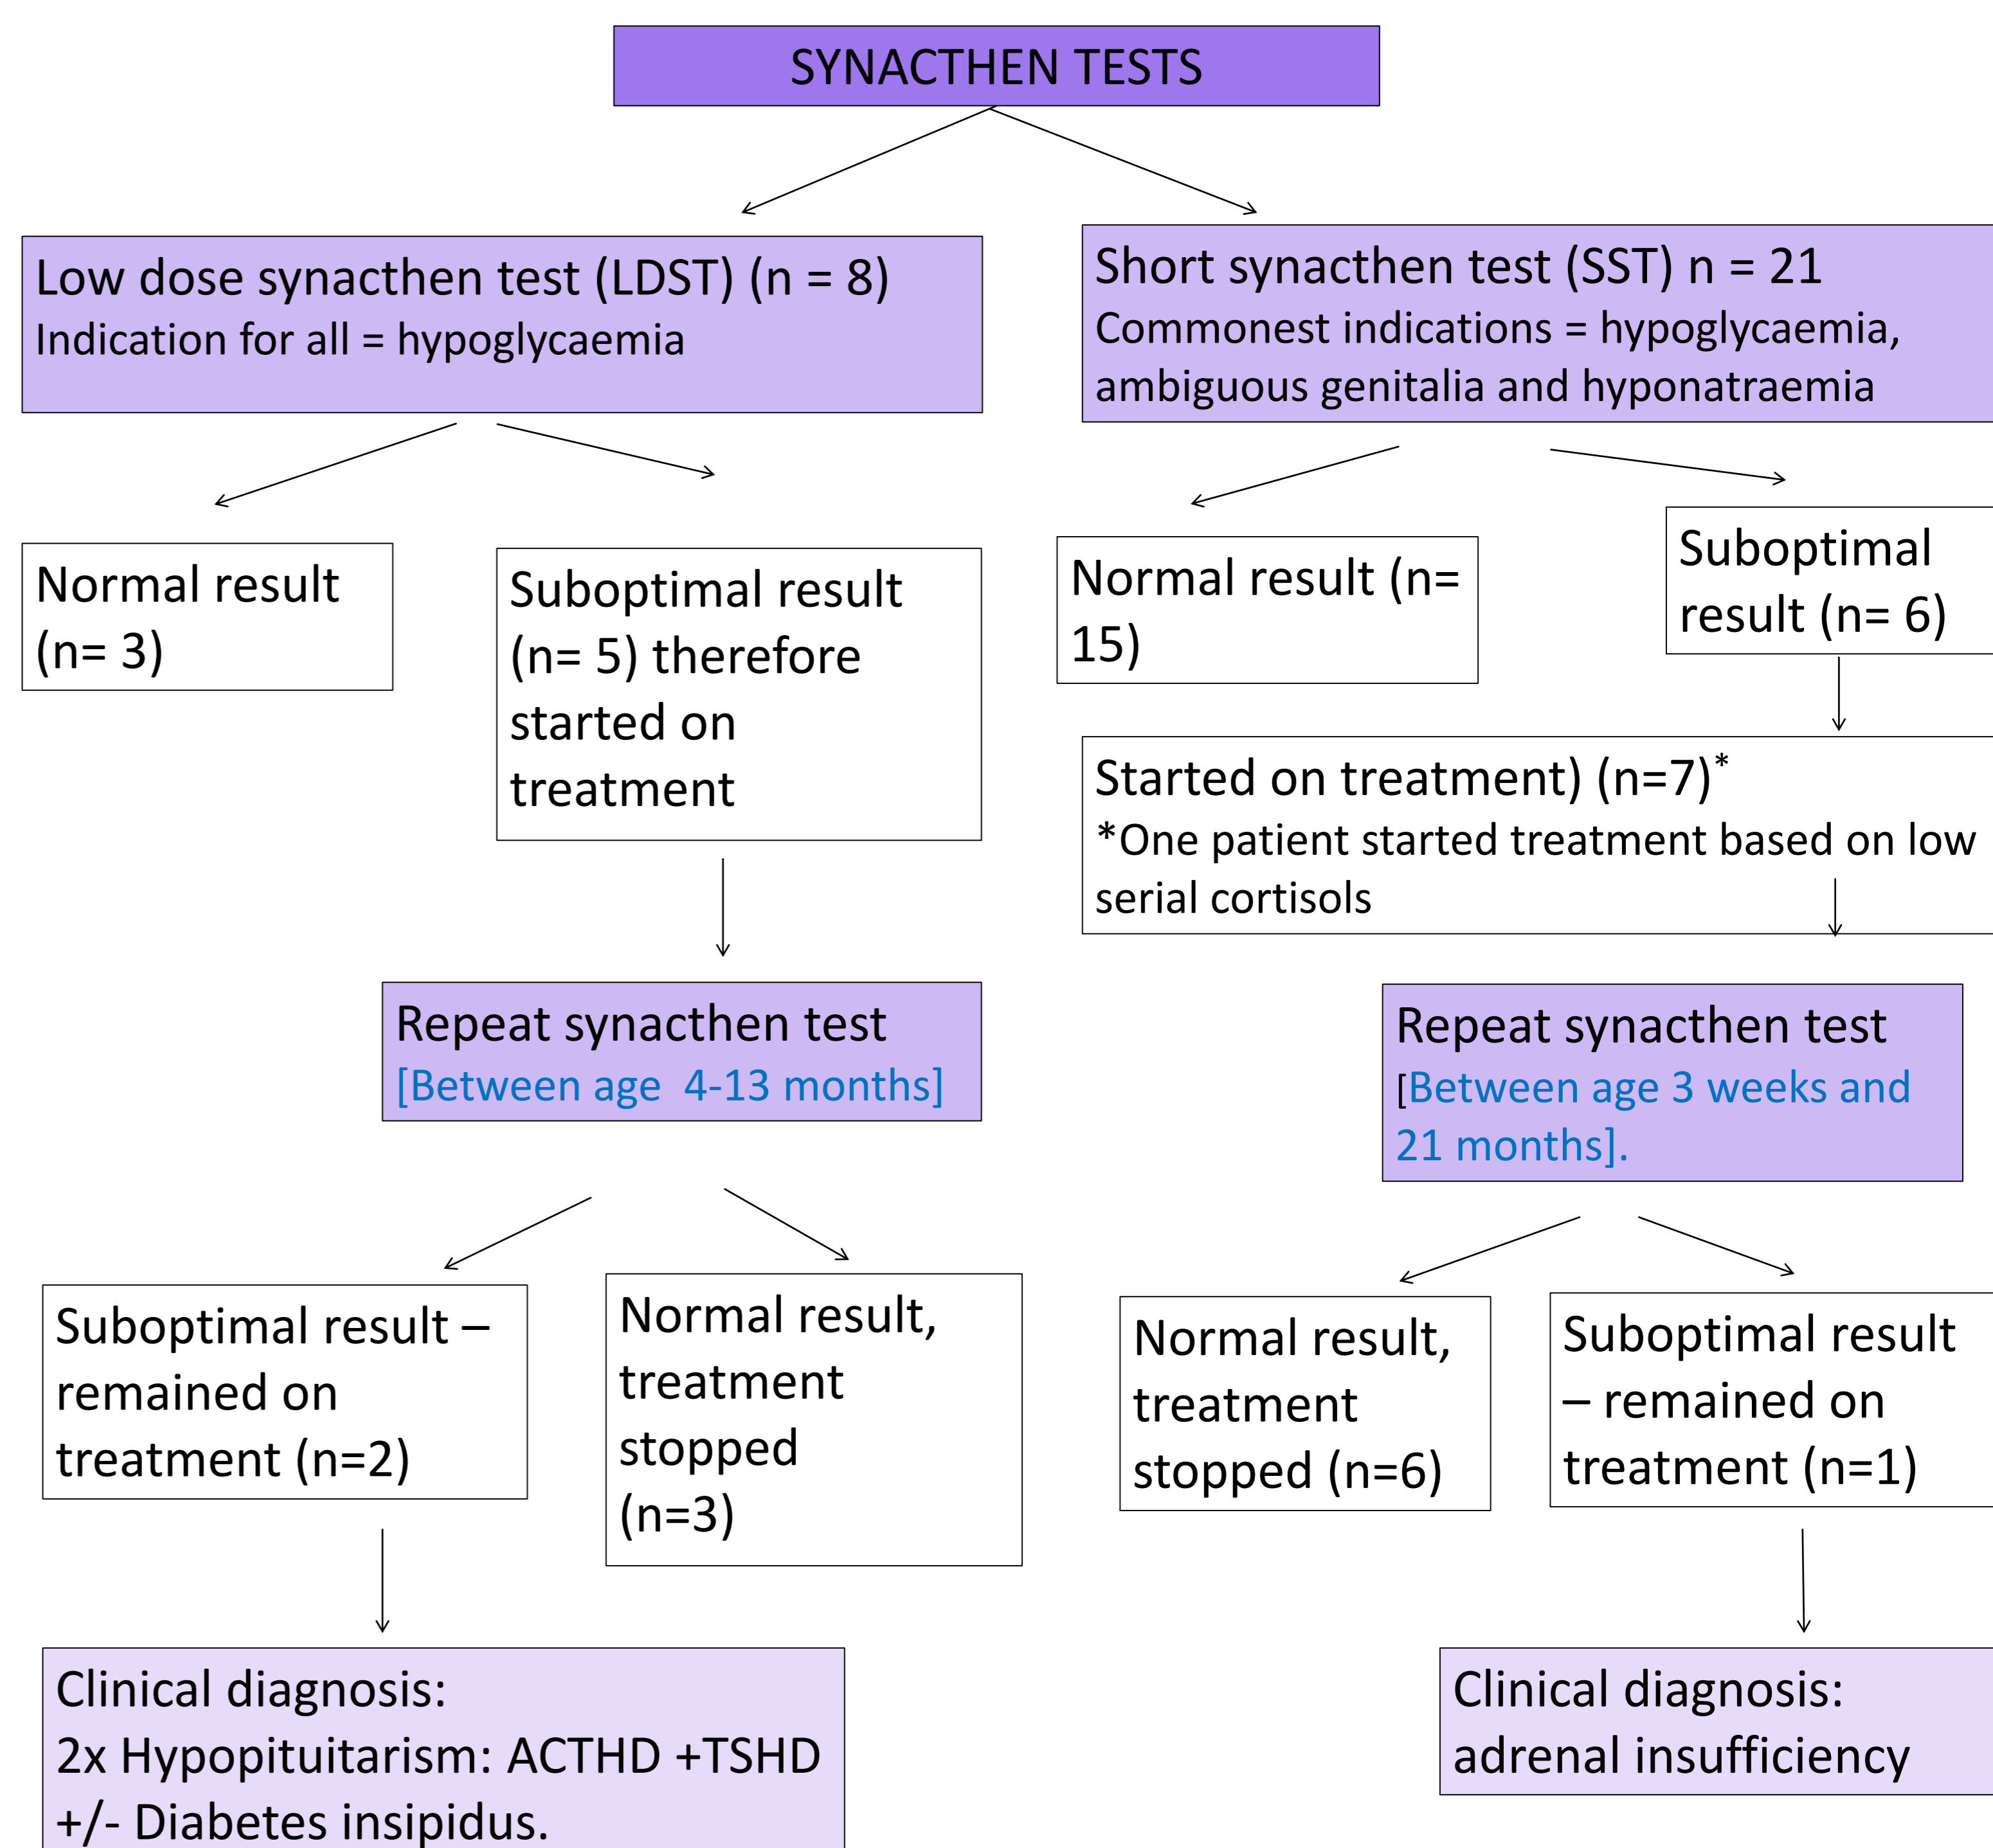 SYNACTHEN TESTS
Low dose synacthen test (LDST) (n = 8)
Indication for all = hypoglycaemia
Short synacthen test (SST) n = 21
Commonest indications = hypoglycaemia,
ambiguous genitalia and hyponatraemia
Normal result
(n= 3)
Suboptimal result
(n= 5) therefore
started on
treatment
Normal result (n=
15)
Suboptimal
result (n= 6)
Started on treatment) (n=7)*
*One patient started treatment based on low
serial cortisols
Repeat synacthen test
[Between age  4-13 months]
Repeat synacthen test
[Between age 3 weeks and
21 months].
Suboptimal result –
remained on
treatment (n=2)
Normal result,
treatment
stopped
(n=3)
Normal result,
treatment
stopped (n=6)
Suboptimal result
– remained on
treatment (n=1)
Clinical diagnosis:
2x Hypopituitarism: ACTHD +TSHD
+/- Diabetes insipidus.
Clinical diagnosis:
adrenal insufficiency